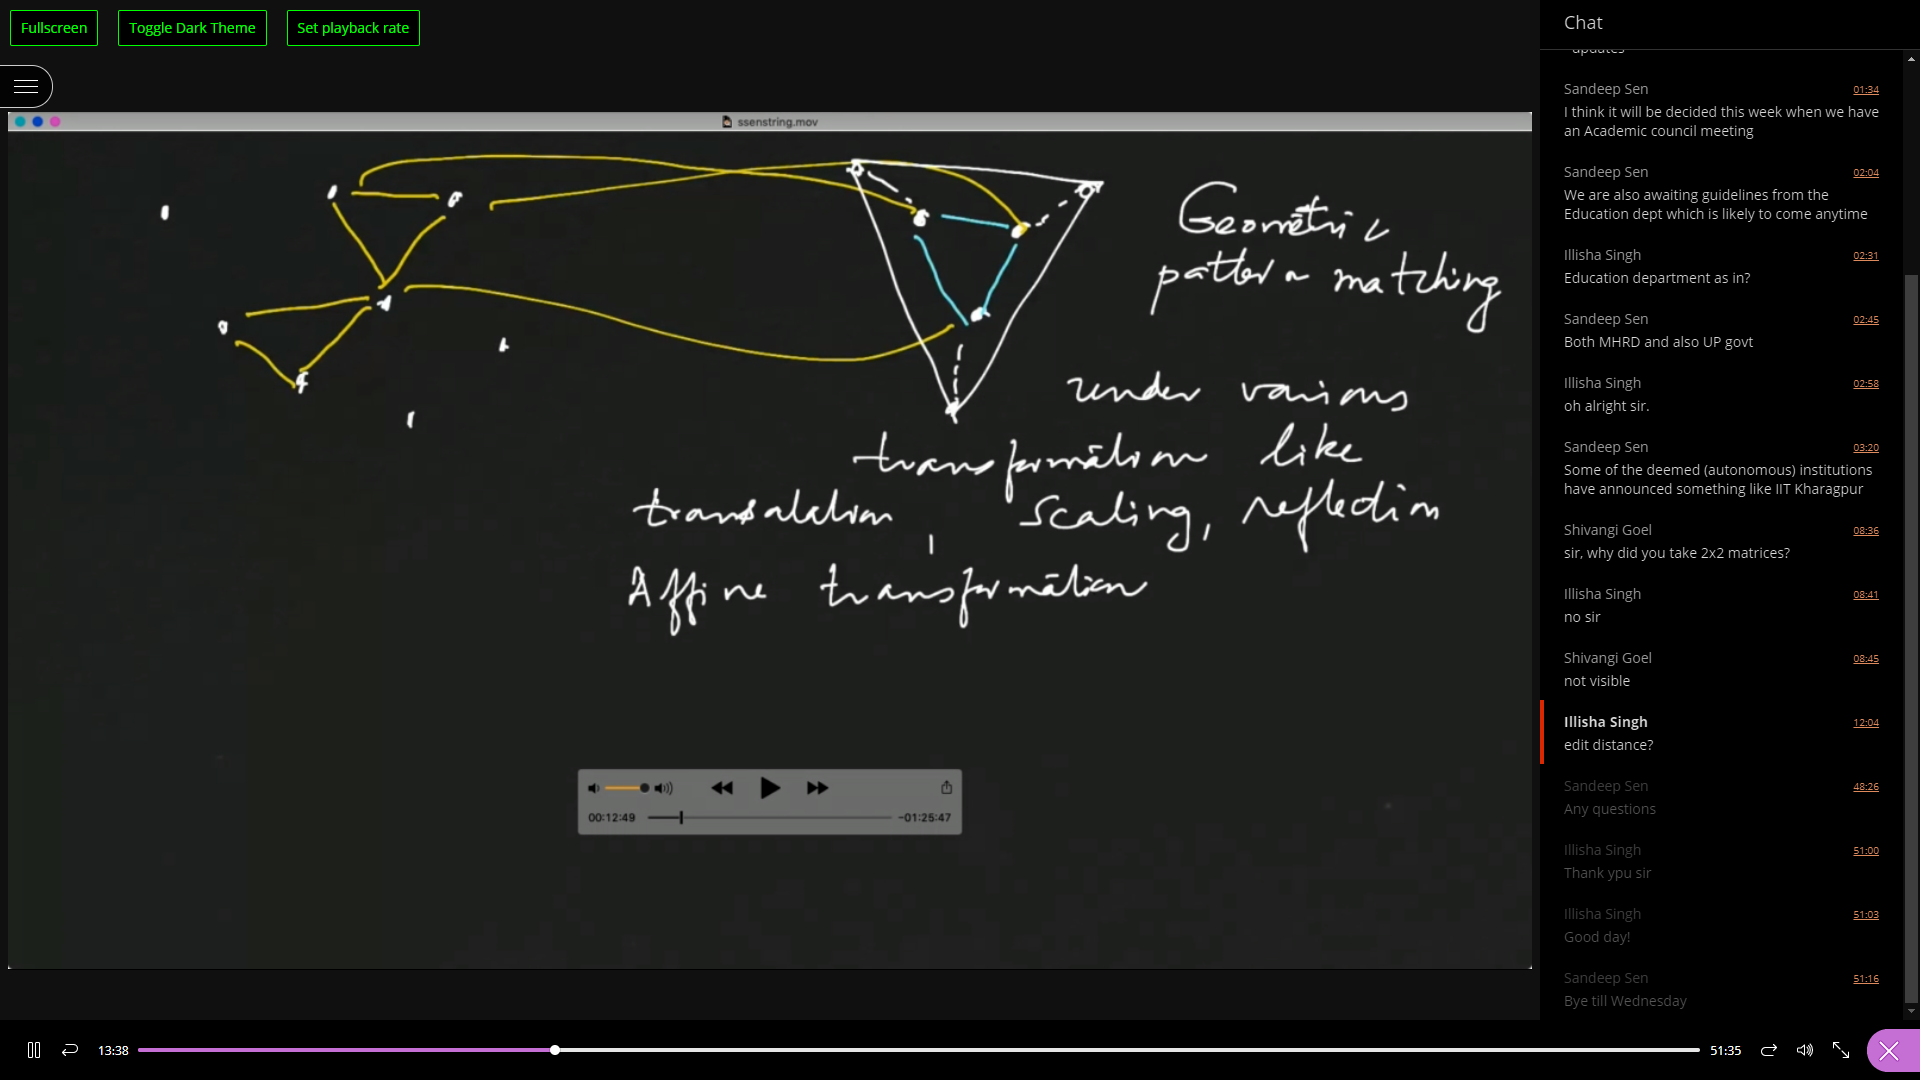 Fullscreen
Toggle Dark Theme
Set playback rate
ssenstring.mov
Geometric
pattern matching
under various
transformation like
transalation , scaling, reflection
Affine transformation
00:12:49
-01:25:47
13:38
51:35
Chat
updates
Sandeep Sen 01:34
I think it will be decided this week when we have
an Academic council meeting
Sandeep Sen 02:04
We are also awaiting guidelines from the
Education dept which is likely to come anytime
Illisha Singh 02:31
Education department as in?
Sandeep Sen 02:45
Both MHRD and also UP govt
Illisha Singh 02:58
oh alright sir.
Sandeep Sen 03:20
Some of the deemed (autonomous) institutions
have announced something like IIT Kharagpur
Shivangi Goel 08:36
sir, why did you take 2x2 matrices?
Illisha Singh 08:41
no sir
Shivangi Goel 08:45
not visible
Illisha Singh 12:04
edit distance?
Sandeep Sen 48:26
Any questions
Illisha Singh 51:00
Thank ypu sir
Illisha Singh 51:03
Good day!
Sandeep Sen 51:16
Bye till Wednesday